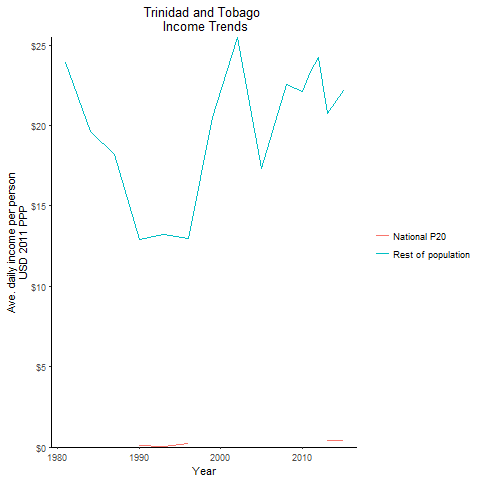 Trinidad and Tobago
Income Trends
Ave. daily income per person
USD 2011 PPP
$25
$20
$15
$10
$5
$0
1980
1990
2000
2010
Year
National P20
Rest of population